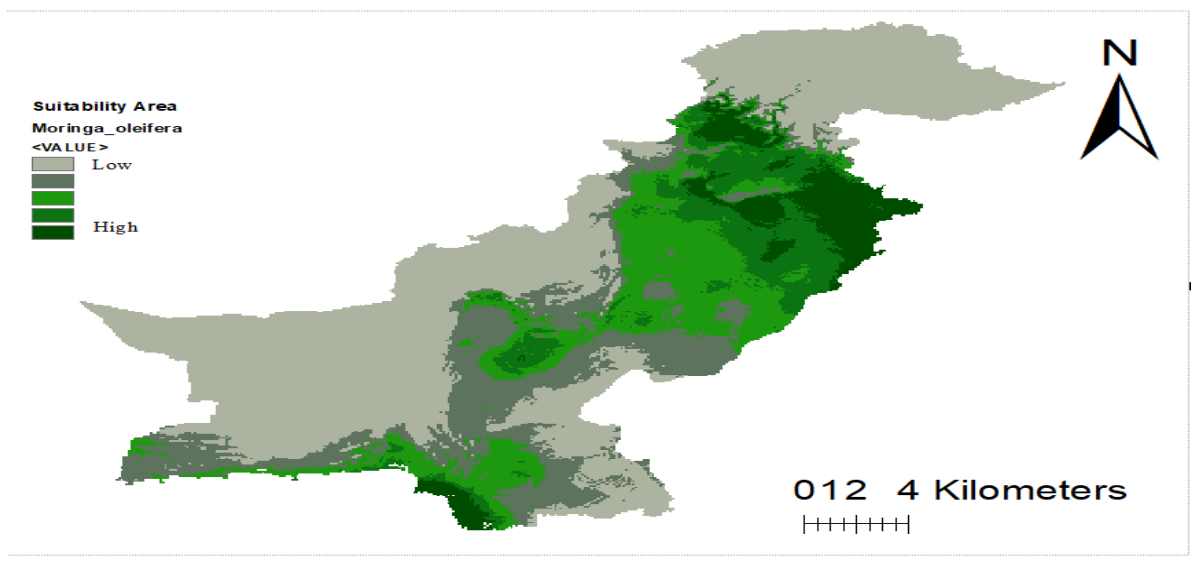 N
Suitability Area
Moringa_oleifera
<VALUE>
Low
High
012 4 Kilometers